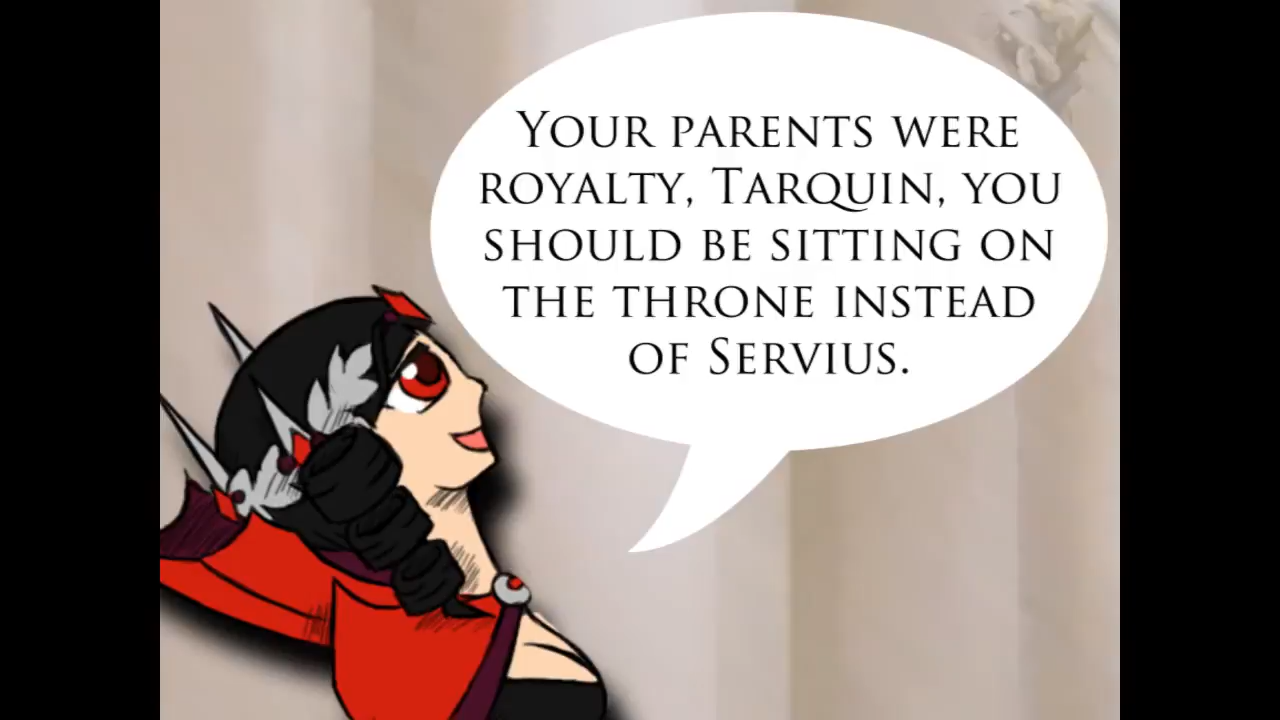 Your parents were
royalty, Tarquin, you
should be sitting on
the throne instead
of Servius.